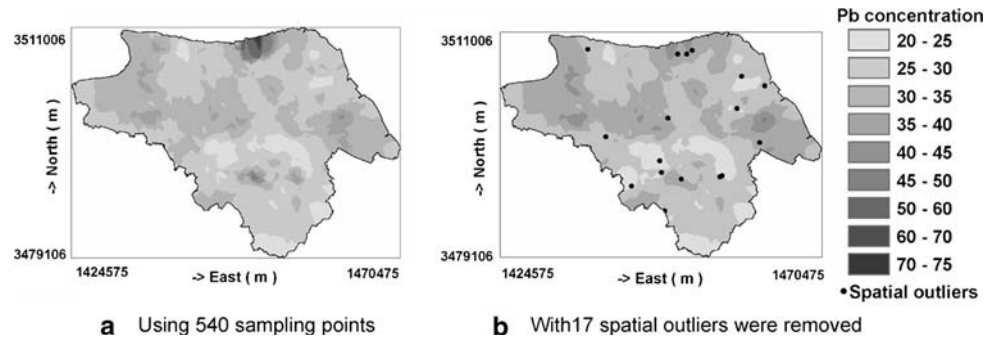 3511006
-> North ( m )
3479106
1424575
1470475
-> East ( m )
a Using 540 sampling points
3511006
-> North ( m )
3479106
1424575
1470475
-> East ( m )
b With17 spatial outliers were removed
Pb concentration
20 - 25
25 - 30
30 - 35
35 - 40
40 - 45
45 - 50
50 - 60
60 - 70
70 - 75
•Spatial outliers